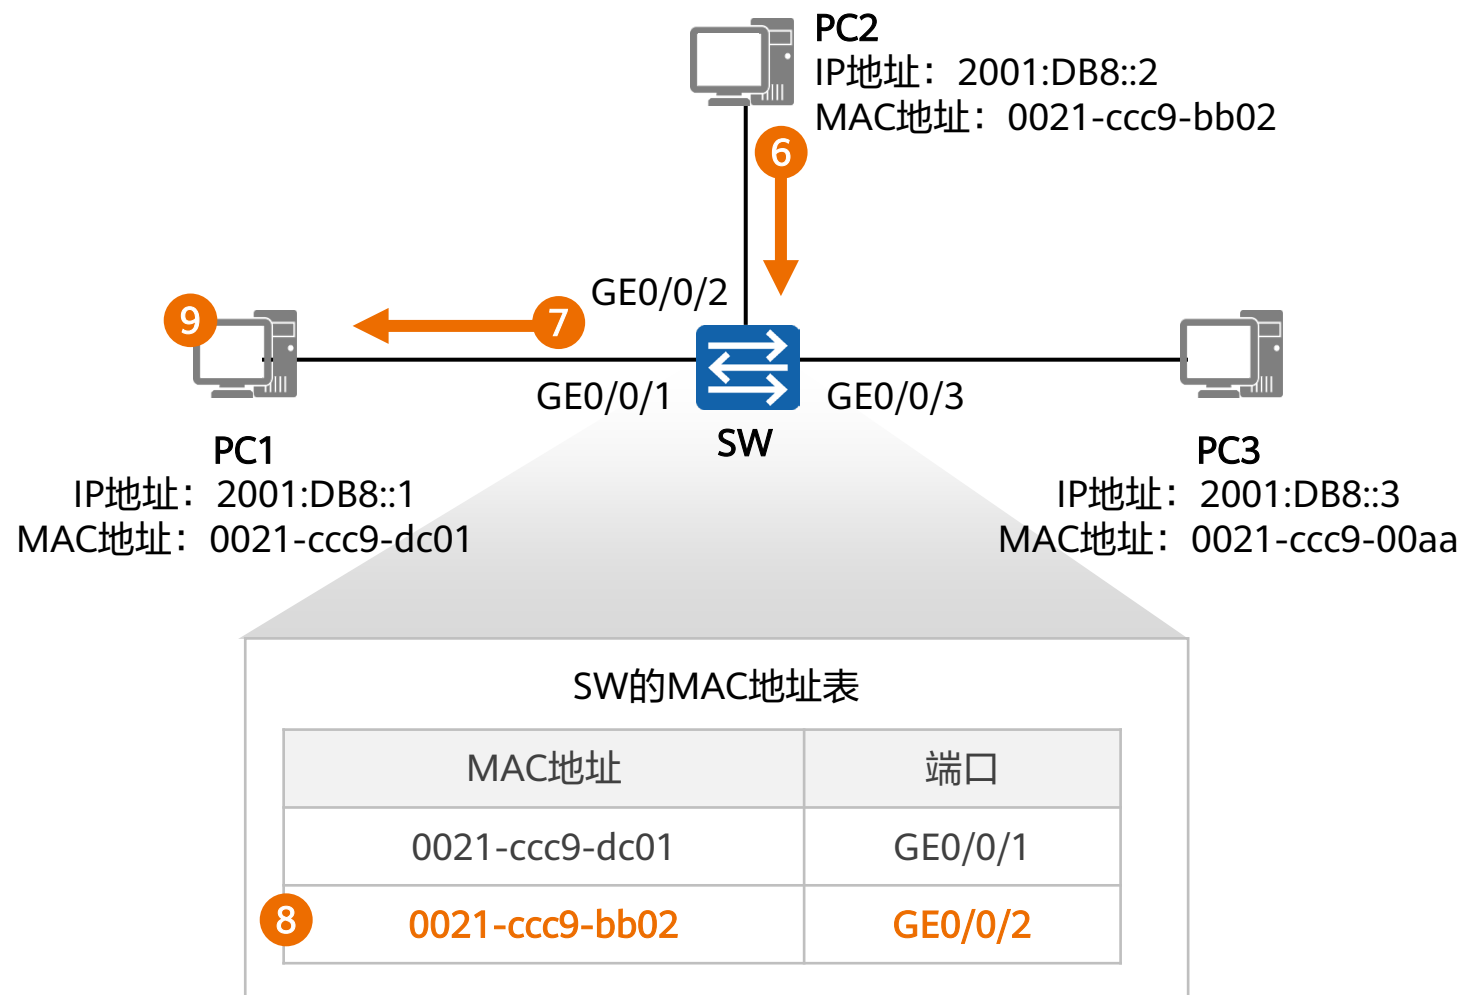 PC2
IP地址：2001:DB8::2
MAC地址：0021-ccc9-bb02
6
GE0/0/2
9
7
GE0/0/1
GE0/0/3
SW
PC1
IP地址：2001:DB8::1
MAC地址：0021-ccc9-dc01
PC3
IP地址：2001:DB8::3
MAC地址：0021-ccc9-00aa
SW的MAC地址表
MAC地址 端口
0021-ccc9-dc01 GE0/0/1
8 0021-ccc9-bb02 GE0/0/2